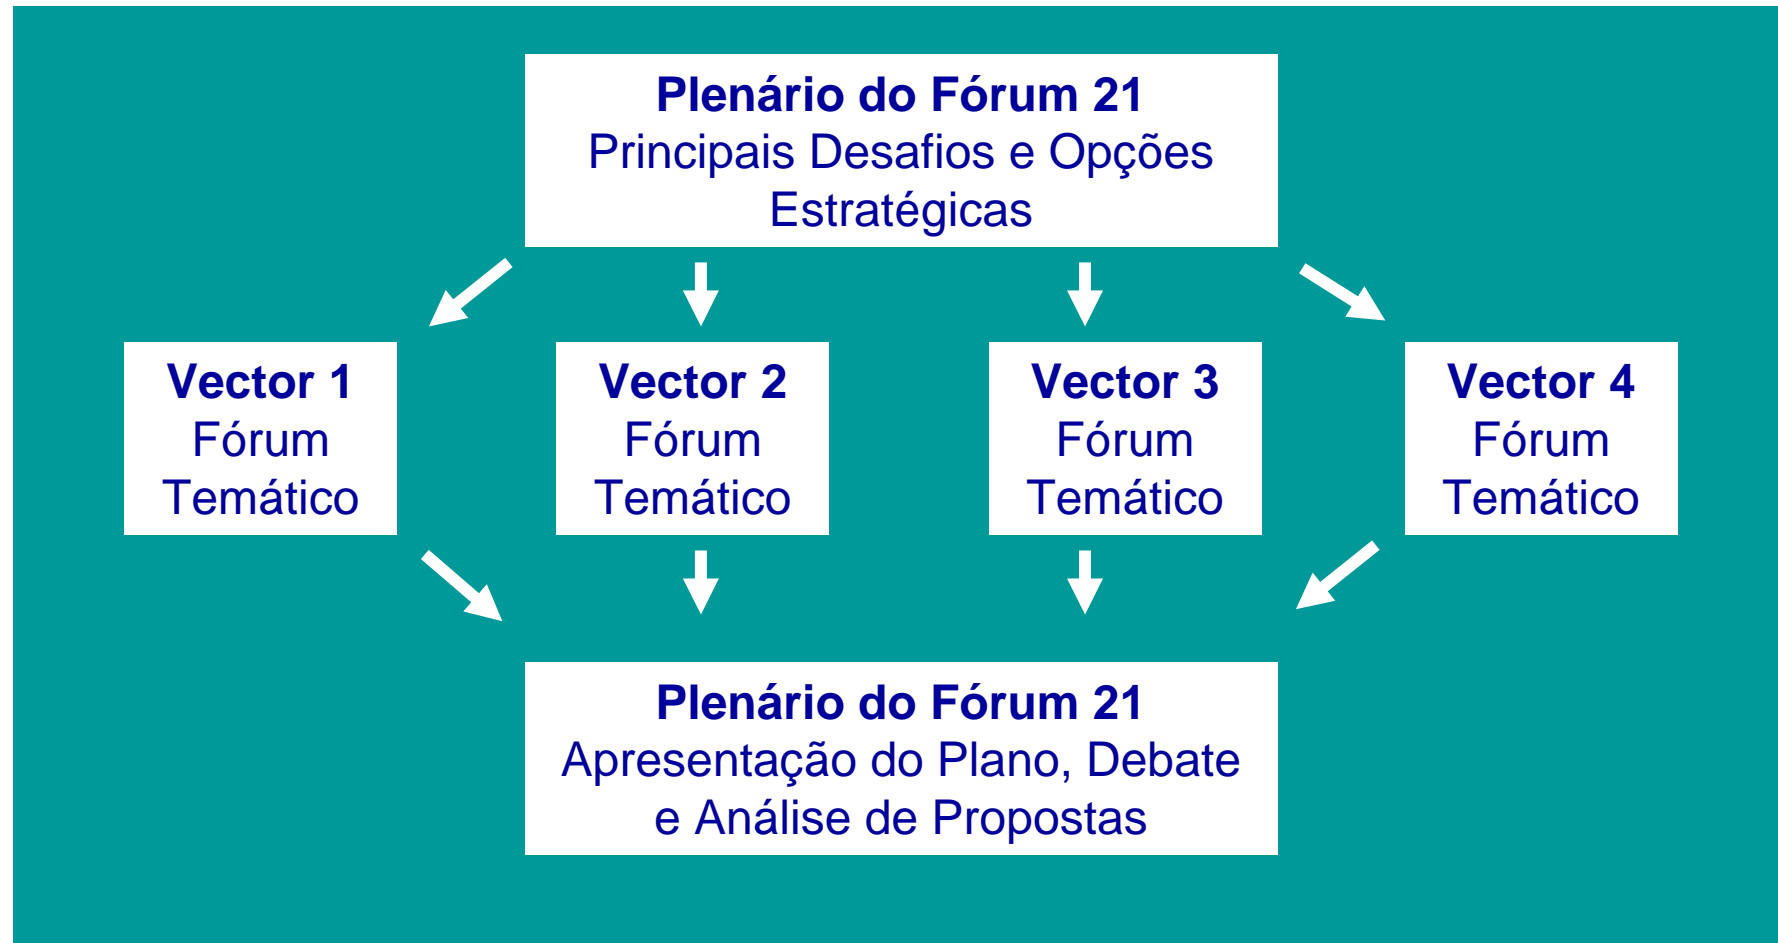 Plenário do Fórum 21
Principais Desafios e Opções
Estratégicas
Vector 1
Fórum
Temático
Vector 2
Fórum
Temático
Vector 3
Fórum
Temático
Vector 4
Fórum
Temático
Plenário do Fórum 21
Apresentação do Plano, Debate
e Análise de Propostas